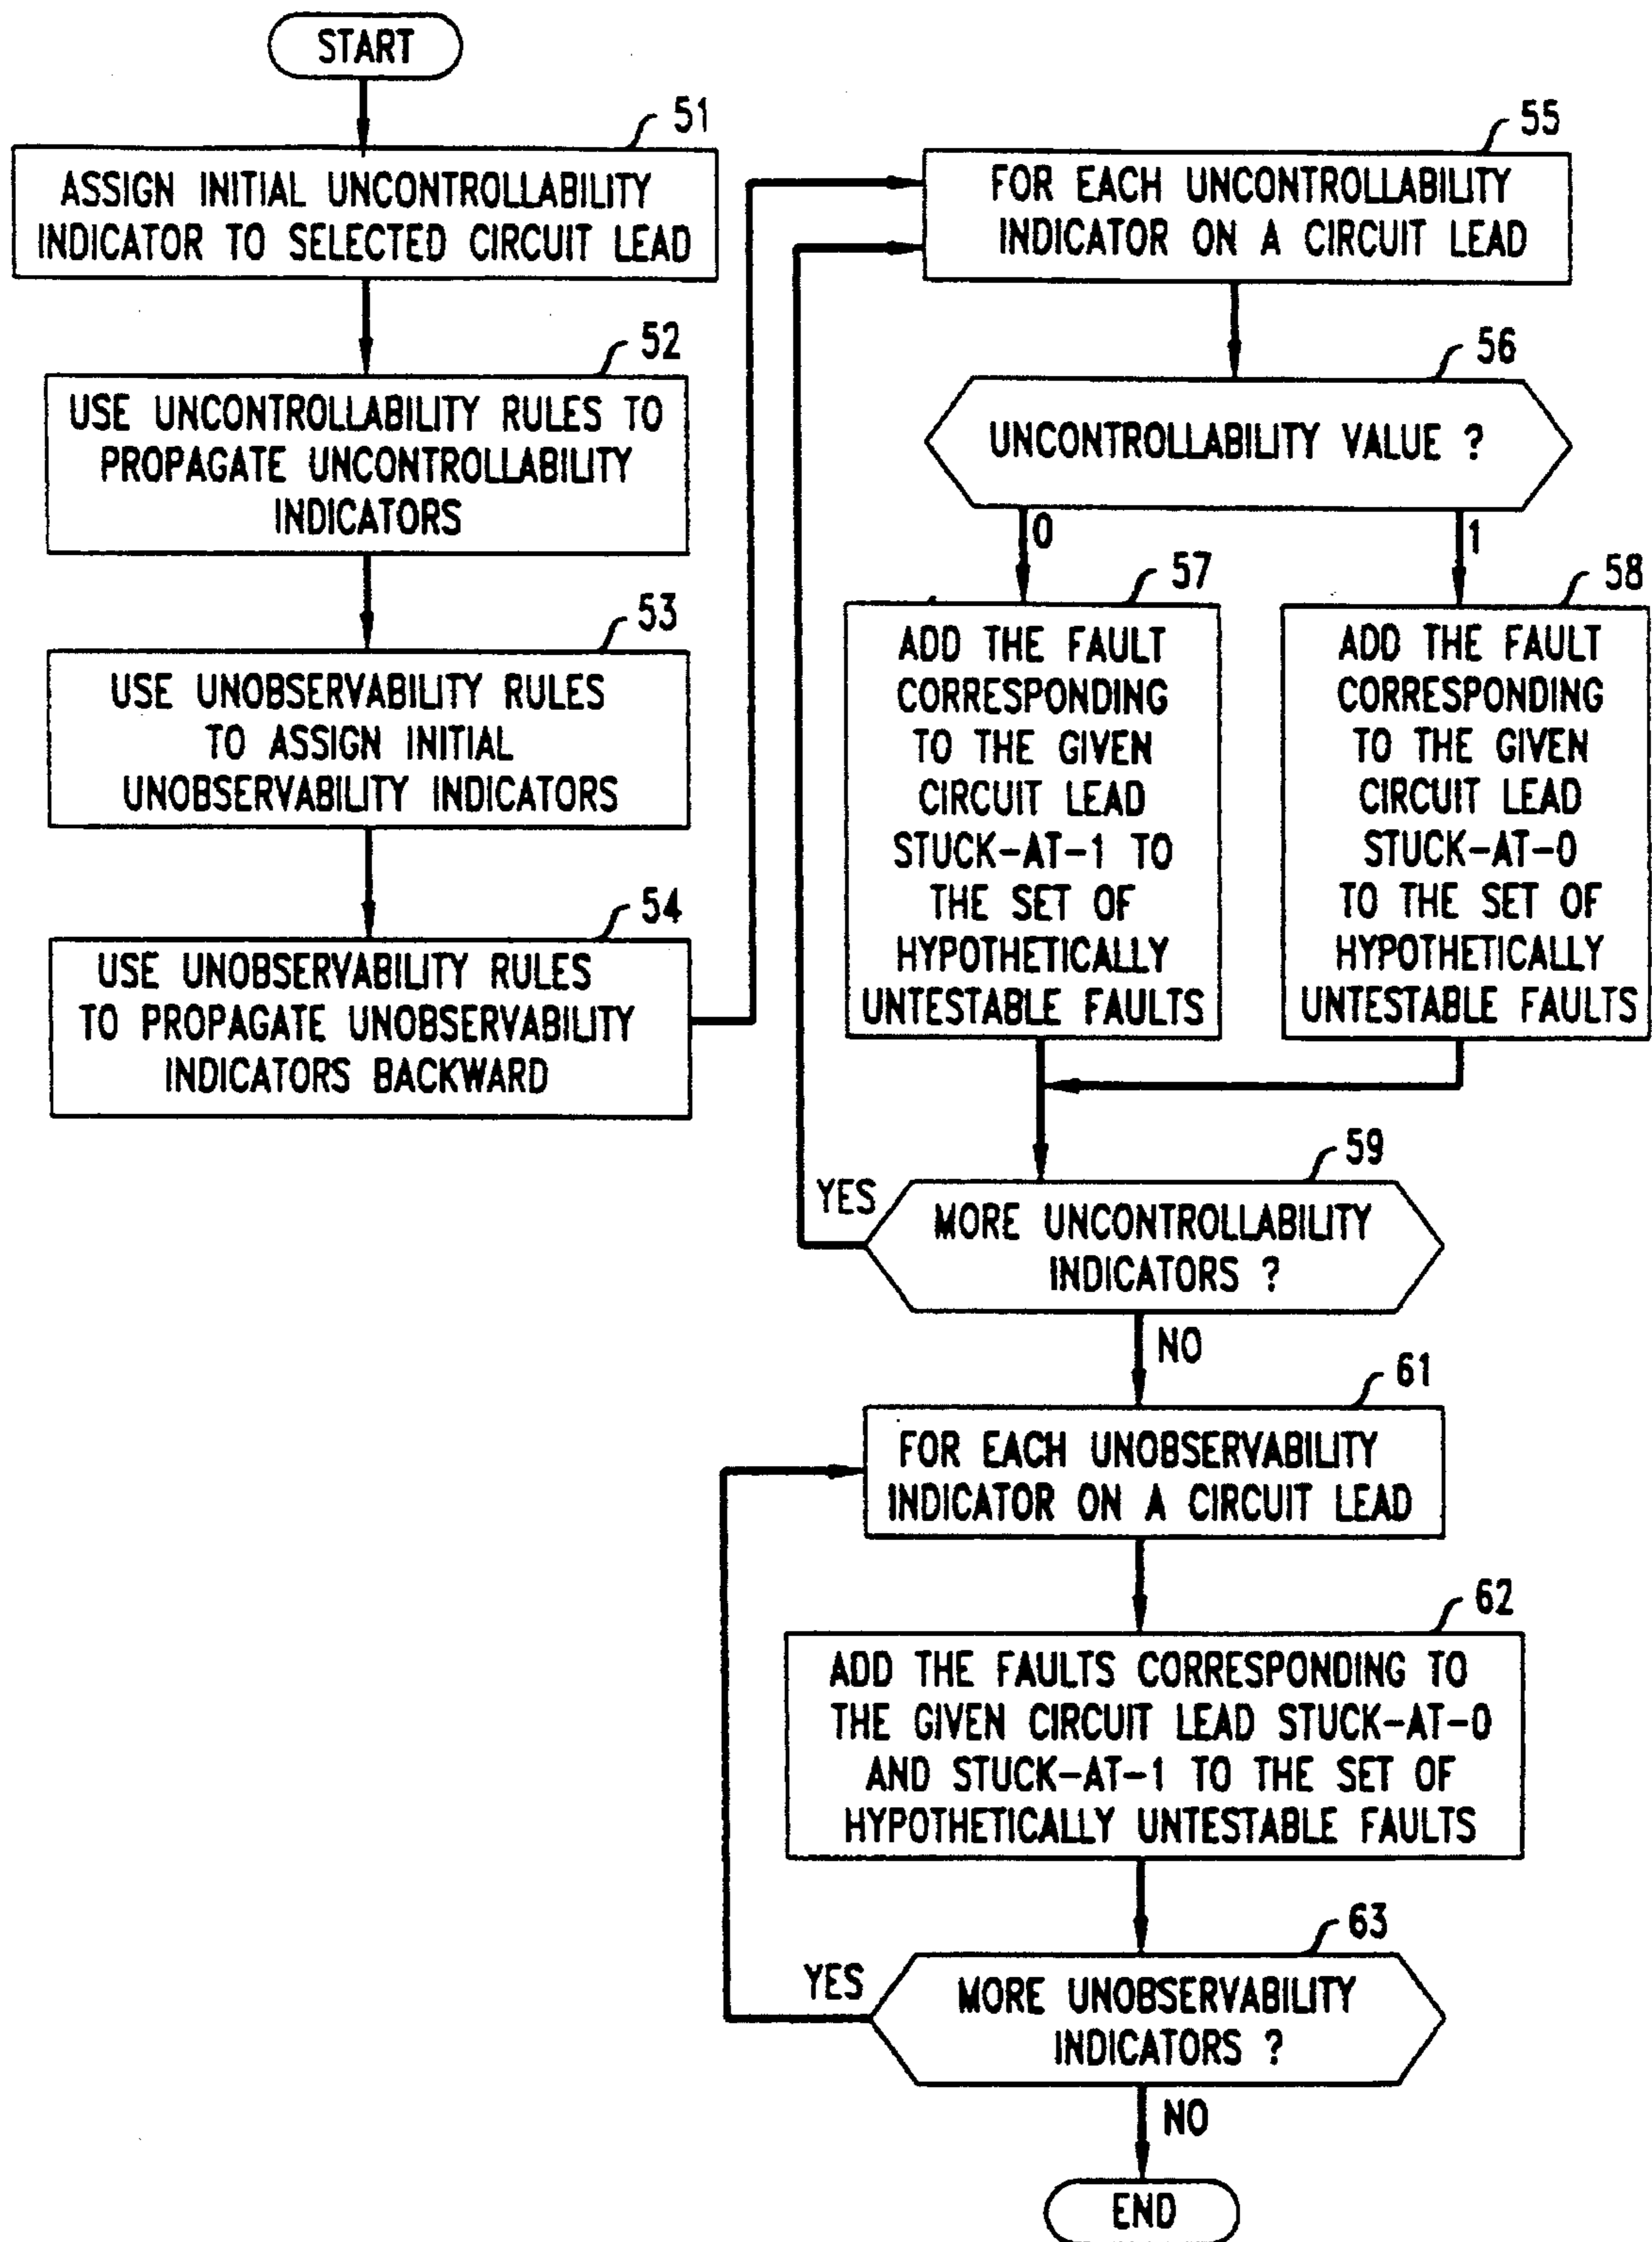 START
51
ASSIGN INITIAL UNCONTROLLABILITY
INDICATOR TO SELECTED CIRCUIT LEAD
52
USE UNCONTROLLABILITY RULES TO
PROPAGATE UNCONTROLLABILITY
INDICATORS
53
USE UNOBSERVABILITY RULES
TO ASSIGN INITIAL
UNOBSERVABILITY INDICATORS
54
USE UNOBSERVABILITY RULES
TO PROPAGATE UNOBSERVABILITY
INDICATORS BACKWARD
55
FOR EACH UNCONTROLLABILITY
INDICATOR ON A CIRCUIT LEAD
56
UNCONTROLLABILITY VALUE ?
0
1
57
ADD THE FAULT
CORRESPONDING
TO THE GIVEN
CIRCUIT LEAD
STUCK-AT-1 TO
THE SET OF
HYPOTHETICALLY
UNTESTABLE FAULTS
58
ADD THE FAULT
CORRESPONDING
TO THE GIVEN
CIRCUIT LEAD
STUCK-AT-0
TO THE SET OF
HYPOTHETICALLY
UNTESTABLE FAULTS
59
YES
MORE UNCONTROLLABILITY
INDICATORS ?
NO
61
FOR EACH UNOBSERVABILITY
INDICATOR ON A CIRCUIT LEAD
62
ADD THE FAULTS CORRESPONDING TO
THE GIVEN CIRCUIT LEAD STUCK-AT-0
AND STUCK-AT-1 TO THE SET OF
HYPOTHETICALLY UNTESTABLE FAULTS
63
YES
MORE UNOBSERVABILITY
INDICATORS ?
NO
END